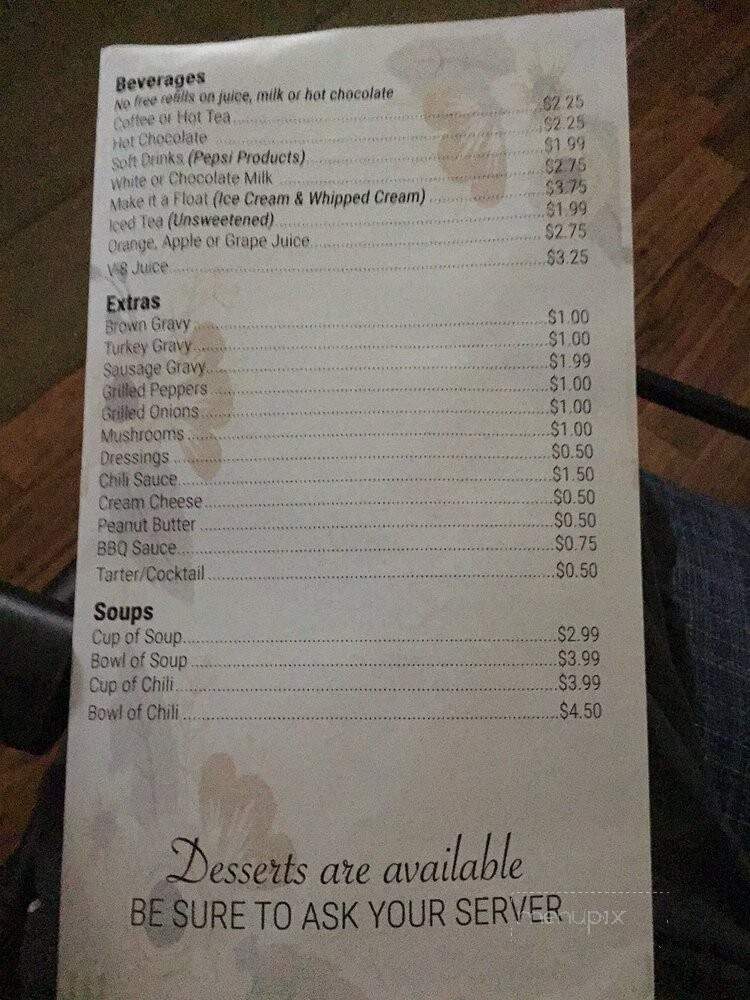 Beverages
No free refills on juice, milk or hot chocolate
Coffee or Hot Tea $2.25
Hot Chocolate $2.25
Soft Drinks (Pepsi Products) $1.99
White or Chocolate Milk $2.75
Make it a Float (Ice Cream & Whipped Cream) $3.75
Iced Tea (Unsweetened) $1.99
Orange, Apple or Grape Juice $2.75
V-8 Juice $3.25
Extras
Brown Gravy $1.00
Turkey Gravy $1.00
Sausage Gravy $1.99
Grilled Peppers $1.00
Grilled Onions $1.00
Mushrooms $1.00
Dressings $0.50
Chili Sauce $1.50
Cream Cheese $0.50
Peanut Butter $0.50
BBQ Sauce $0.75
Tarter/Cocktail $0.50
Soups
Cup of Soup $2.99
Bowl of Soup $3.99
Cup of Chili $3.99
Bowl of Chili $4.50
Desserts are available
BE SURE TO ASK YOUR SERVER
menupix